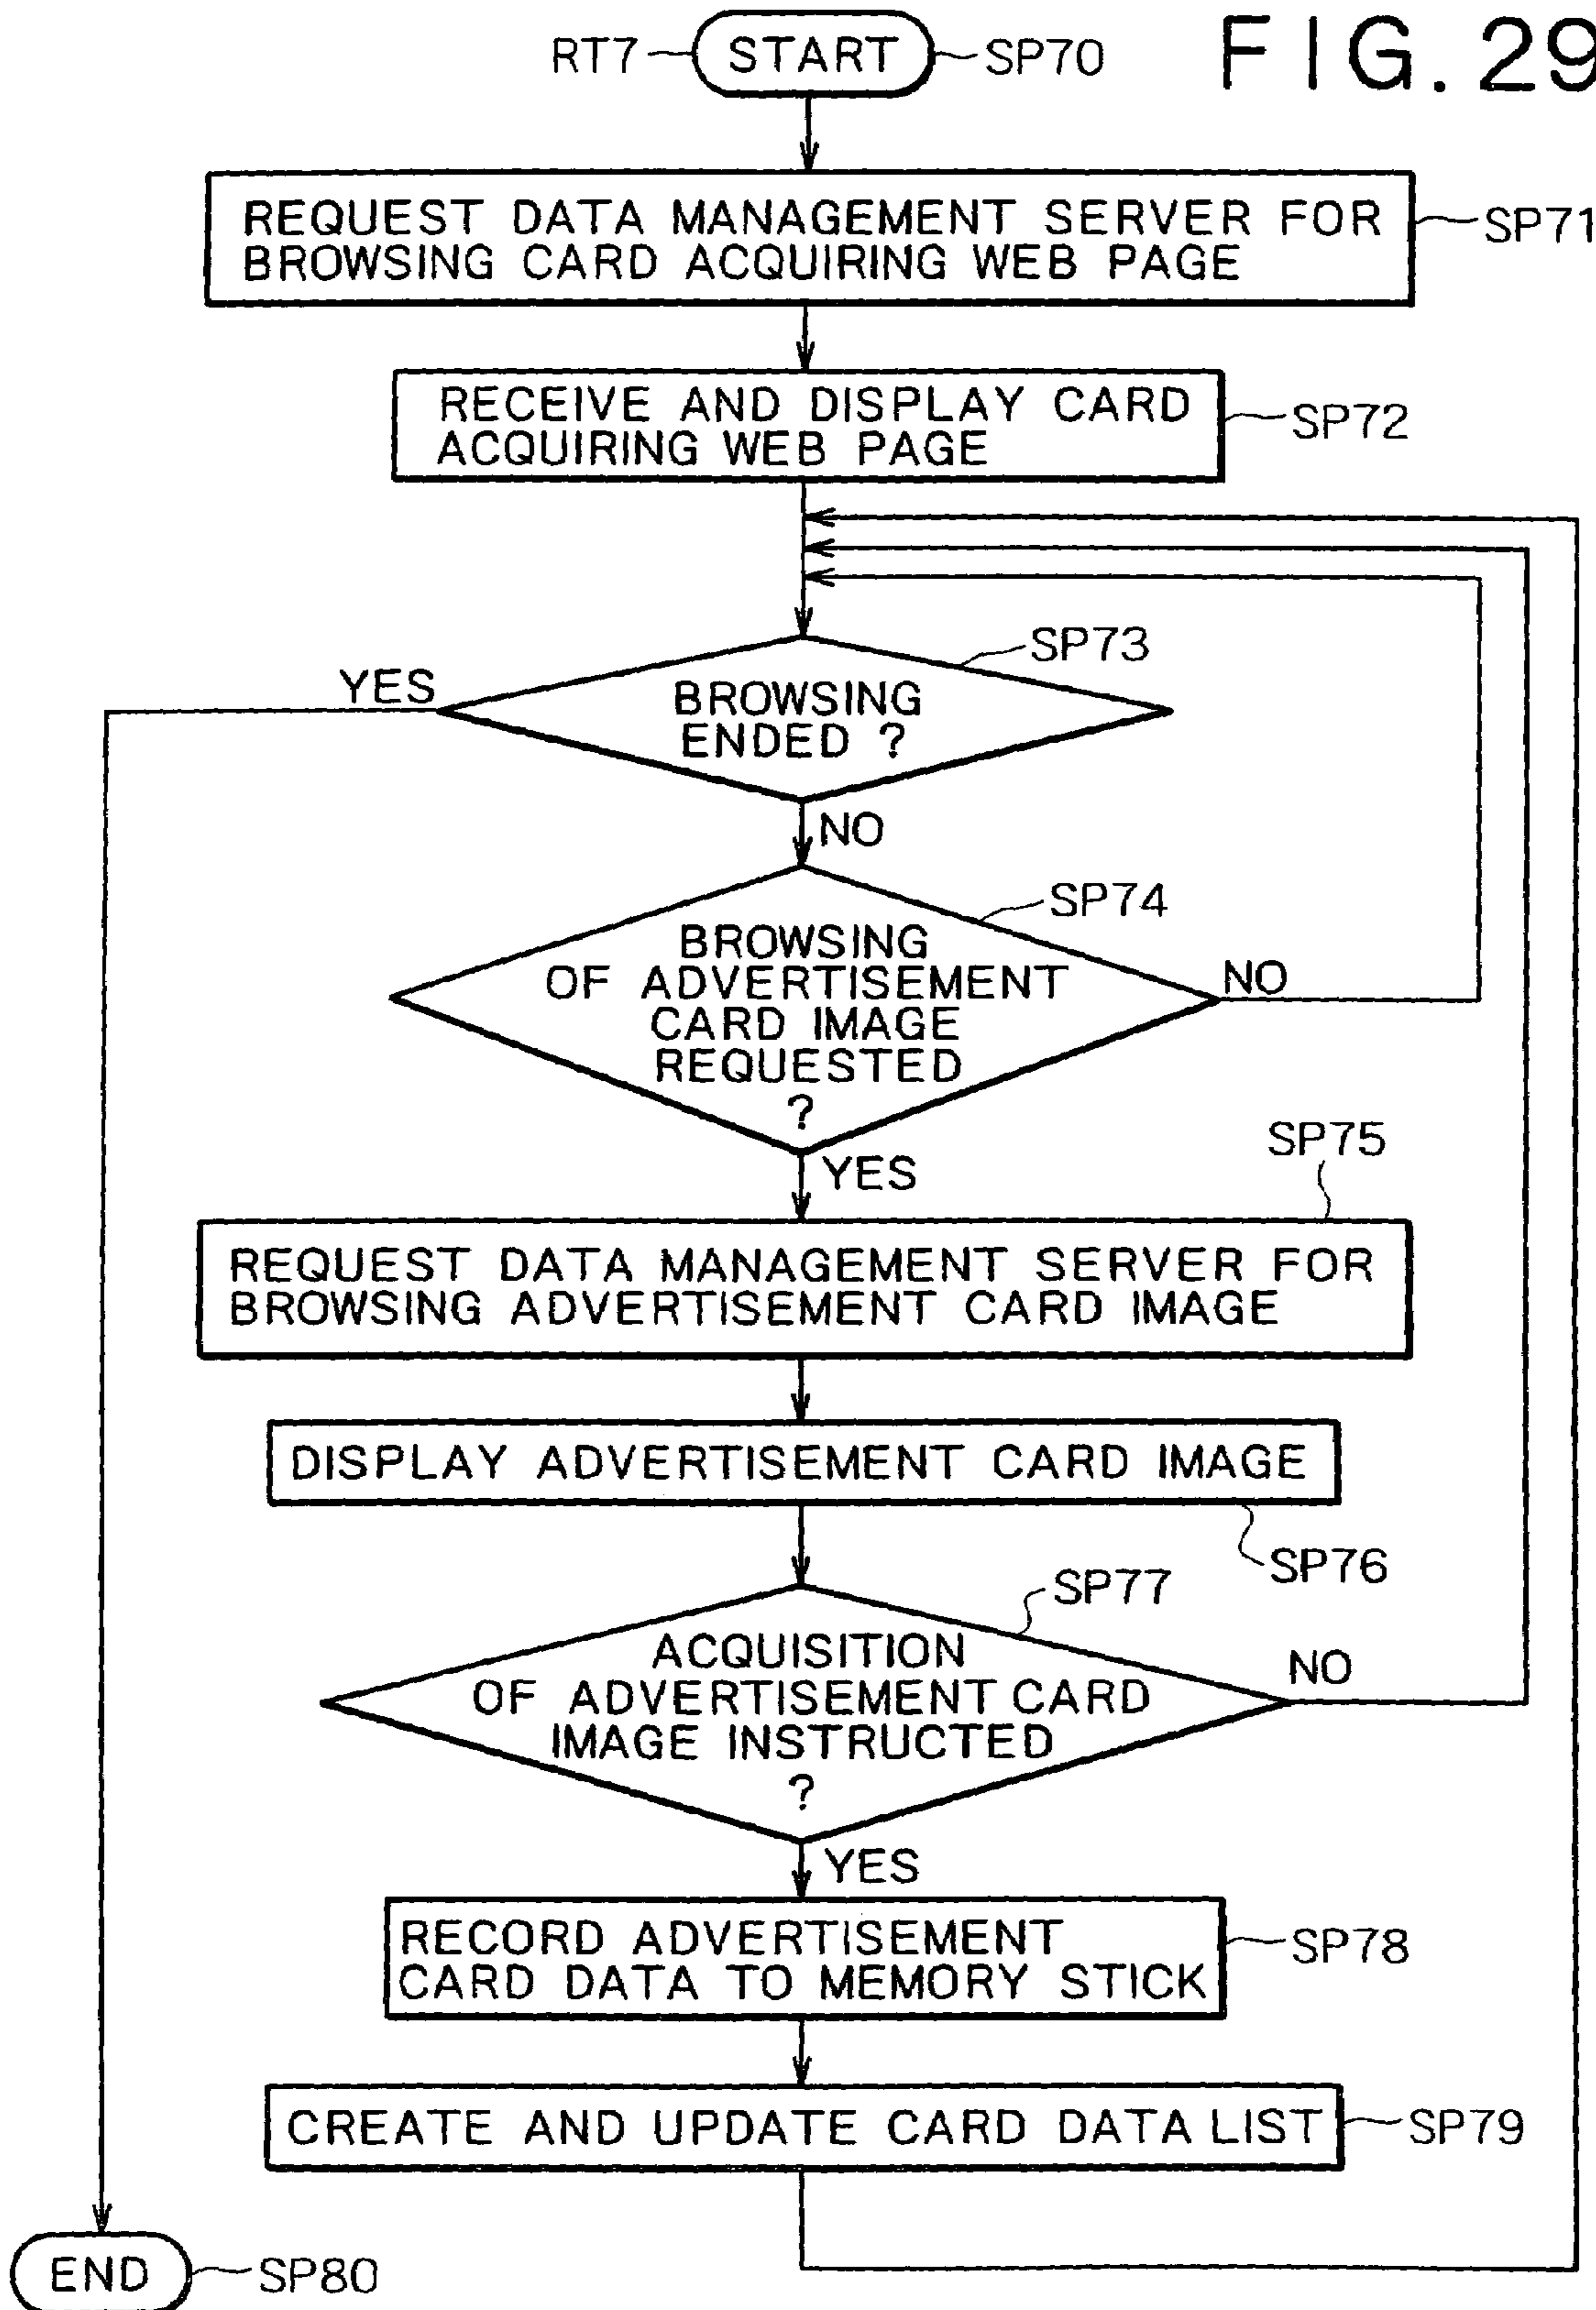 FIG. 29
RT7 START SP70
REQUEST DATA MANAGEMENT SERVER FOR
BROWSING CARD ACQUIRING WEB PAGE
SP71
RECEIVE AND DISPLAY CARD
ACQUIRING WEB PAGE
SP72
SP73
YES
BROWSING
ENDED ?
NO
SP74
BROWSING
OF ADVERTISEMENT
CARD IMAGE
REQUESTED
?
NO
YES
SP75
REQUEST DATA MANAGEMENT SERVER FOR
BROWSING ADVERTISEMENT CARD IMAGE
DISPLAY ADVERTISEMENT CARD IMAGE
SP76
SP77
ACQUISITION
OF ADVERTISEMENT CARD
IMAGE INSTRUCTED
?
NO
YES
RECORD ADVERTISEMENT
CARD DATA TO MEMORY STICK
SP78
CREATE AND UPDATE CARD DATA LIST
SP79
END SP80